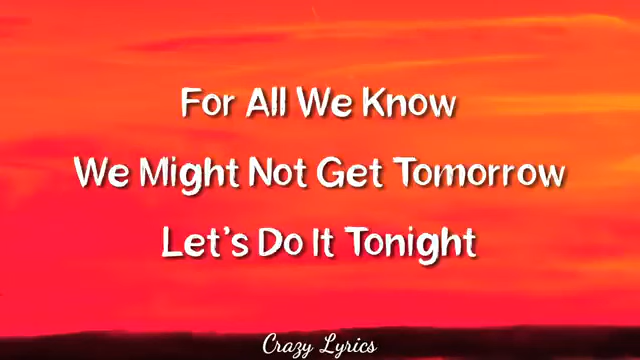 For All We Know
We Might Not Get Tomorrow
Let's Do It Tonight
Crazy Lyrics